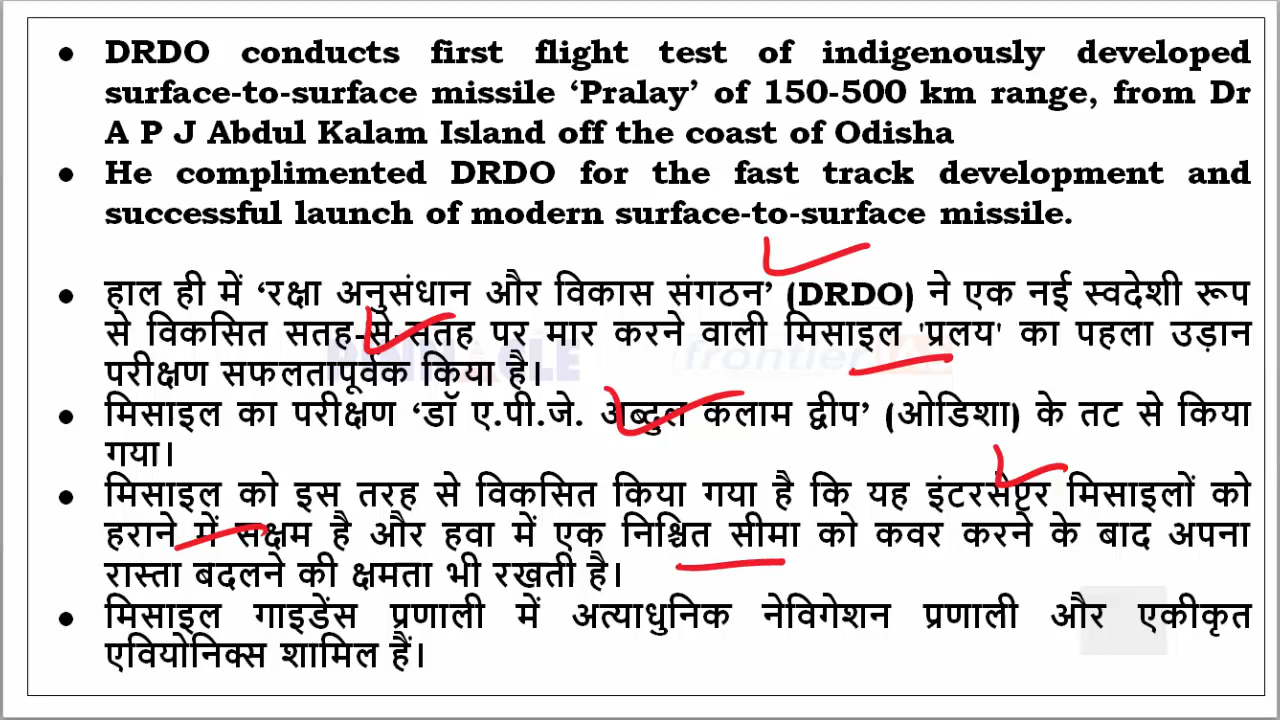 ● DRDO conducts first flight test of indigenously developed
surface-to-surface missile ‘Pralay’ of 150-500 km range, from Dr
A P J Abdul Kalam Island off the coast of Odisha
● He complimented DRDO for the fast track development and
successful launch of modern surface-to-surface missile.
● हाल ही में ‘रक्षा अनुसंधान और विकास संगठन’ (DRDO) ने एक नई स्वदेशी रूप
से विकसित सतह-से-सतह पर मार करने वाली मिसाइल 'प्रलय' का पहला उड़ान
परीक्षण सफलतापूर्वक किया है।
● मिसाइल का परीक्षण ‘डॉ ए.पी.जे. अब्दुल कलाम द्वीप’ (ओडिशा) के तट से किया
गया।
● मिसाइल को इस तरह से विकसित किया गया है कि यह इंटरसेप्टर मिसाइलों को
हराने में सक्षम है और हवा में एक निश्चित सीमा को कवर करने के बाद अपना
रास्ता बदलने की क्षमता भी रखती है।
● मिसाइल गाइडेंस प्रणाली में अत्याधुनिक नेविगेशन प्रणाली और एकीकृत
एवियोनिक्स शामिल हैं।